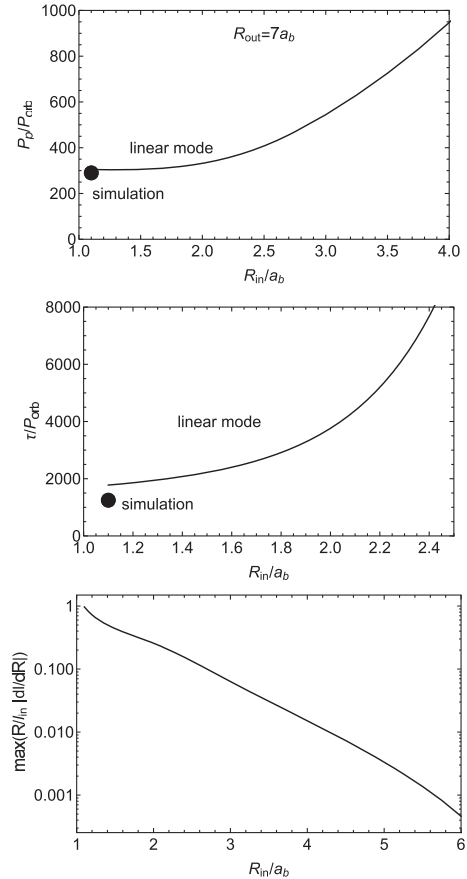 1000
R_out=7a_b
800
600
P_p/P_orb
400
linear mode
200
simulation
0
1.0 1.5 2.0 2.5 3.0 3.5 4.0
R_in/a_b
8000
6000
τ/P_orb
4000
linear mode
2000
simulation
0
1.0 1.2 1.4 1.6 1.8 2.0 2.2 2.4
R_in/a_b
1
0.100
max(R/l_in |dl/dR|)
0.010
0.001
1 2 3 4 5 6
R_in/a_b